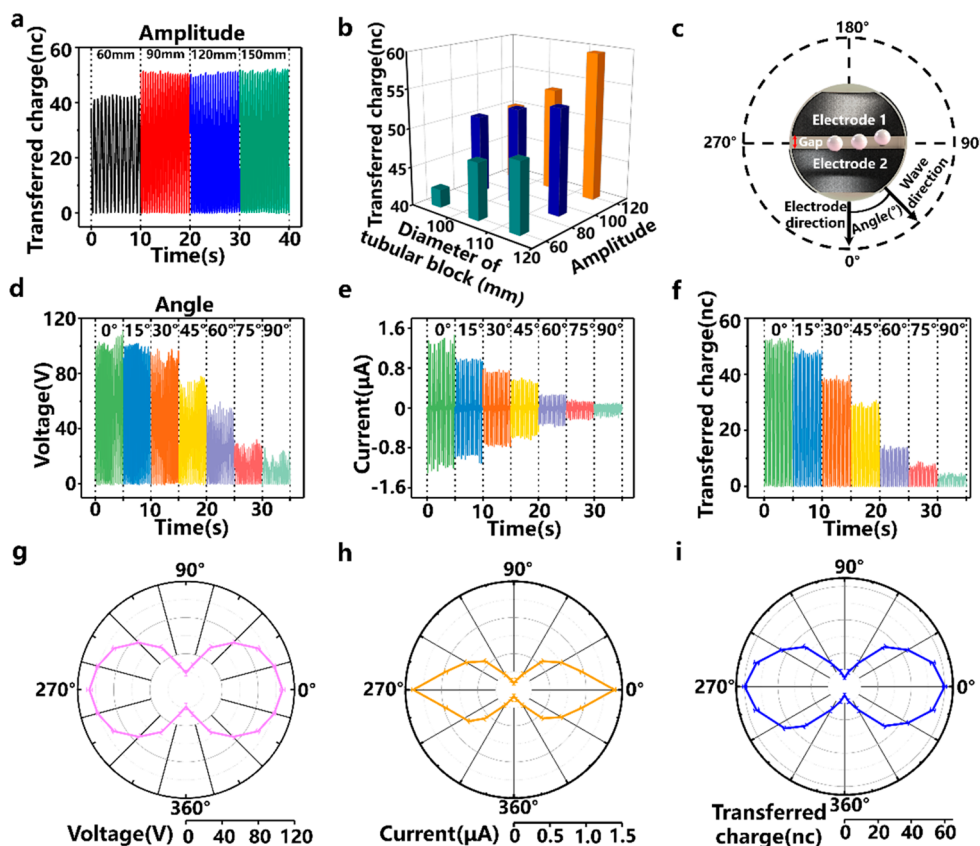 a
Amplitude
60mm 90mm 120mm 150mm
Transferred charge(nc)
60
40
20
0
0 10 20 30 40
Time(s)
b
Transferred charge(nc)
60
55
50
45
40
100
110
120
Diameter of
tubular block (mm)
60
80
100
120
Amplitude
c
180°
270°
90°
0°
Electrode 1
Gap
Electrode 2
Electrode
direction
Angle(°)
Wave
direction
d
Angle
0° 15° 30° 45° 60° 75° 90°
Voltage(V)
120
80
40
0
0 10 20 30
Time(s)
e
0° 15° 30° 45° 60° 75° 90°
Current(μA)
1.6
0.8
0
-0.8
-1.6
0 10 20 30
Time(s)
f
0° 15° 30° 45° 60° 75° 90°
Transferred charge(nc)
60
40
20
0
0 10 20 30
Time(s)
g
90°
270°
0°
360°
Voltage(V)
0 40 80 120
h
90°
270°
0°
360°
Current(μA)
0 0.5 1.0 1.5
i
90°
270°
0°
360°
Transferred
charge(nc)
0 20 40 60